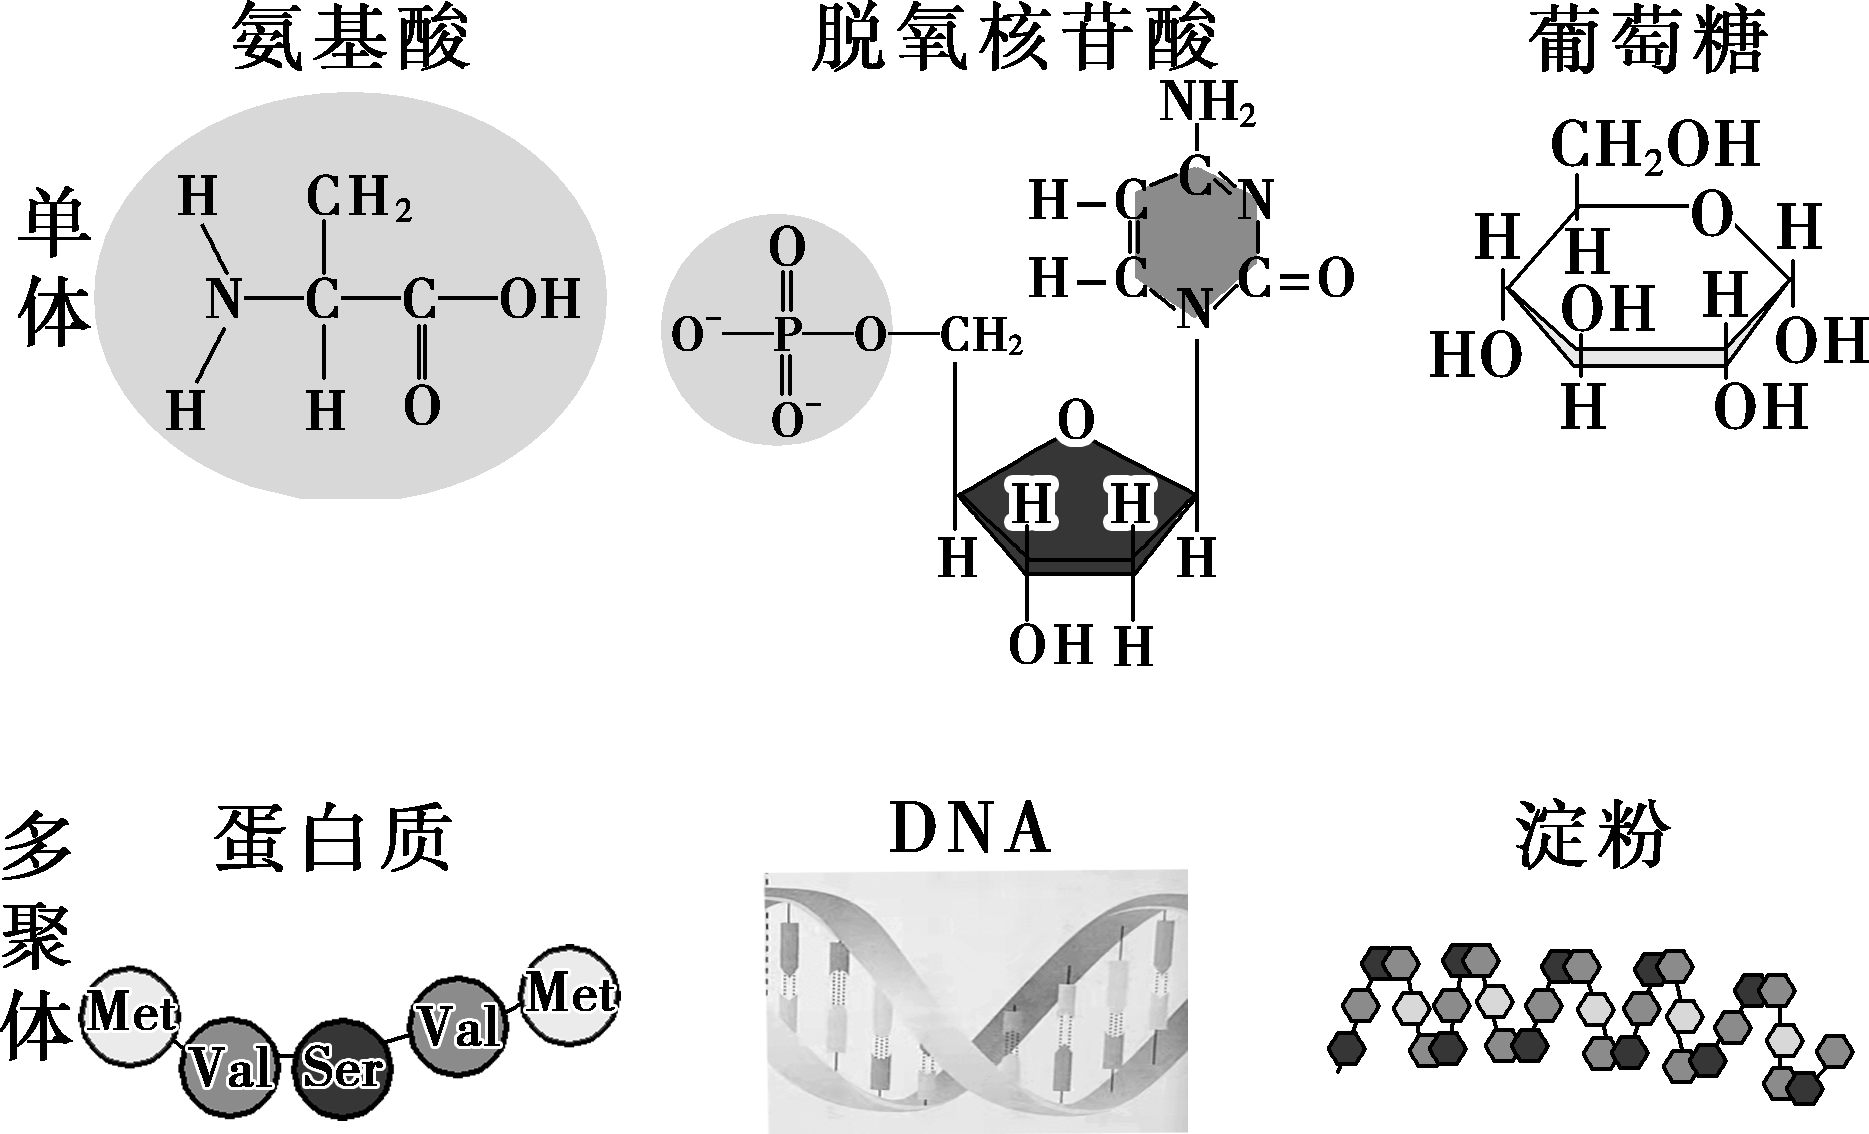 氨基酸 脱氧核苷酸 葡萄糖
单体
H CH2
N C C OH
H H O
NH2
H C C N
H C N C=O
O
O⁻ P O CH2
O⁻
O
H H
H H
OH H
CH2OH
H O H
H
OH H
HO OH
H OH
多聚体
蛋白质 DNA 淀粉
Met Val Ser Val Met